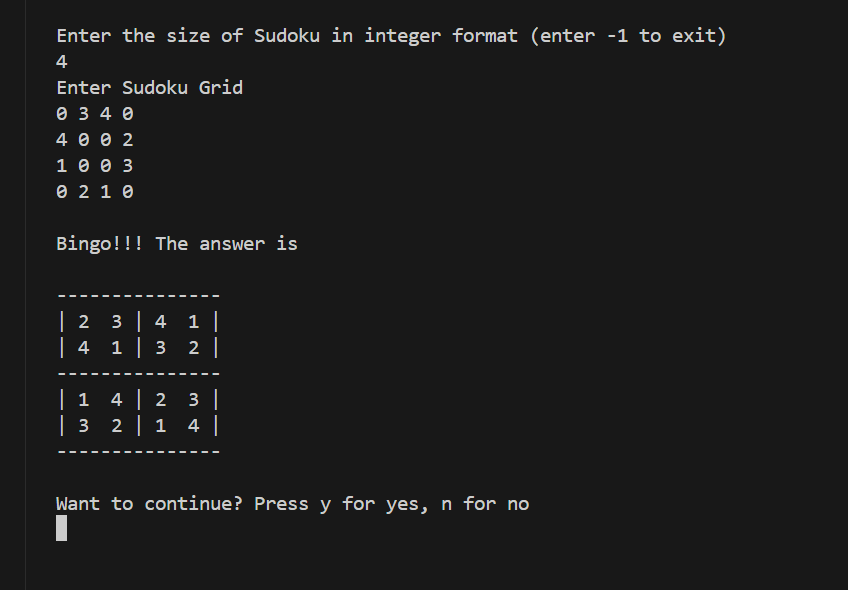 Enter the size of Sudoku in integer format (enter -1 to exit)
4
Enter Sudoku Grid
0 3 4 0
4 0 0 2
1 0 0 3
0 2 1 0

Bingo!!! The answer is

---------------
| 2  3 | 4  1 |
| 4  1 | 3  2 |
---------------
| 1  4 | 2  3 |
| 3  2 | 1  4 |
---------------

Want to continue? Press y for yes, n for no